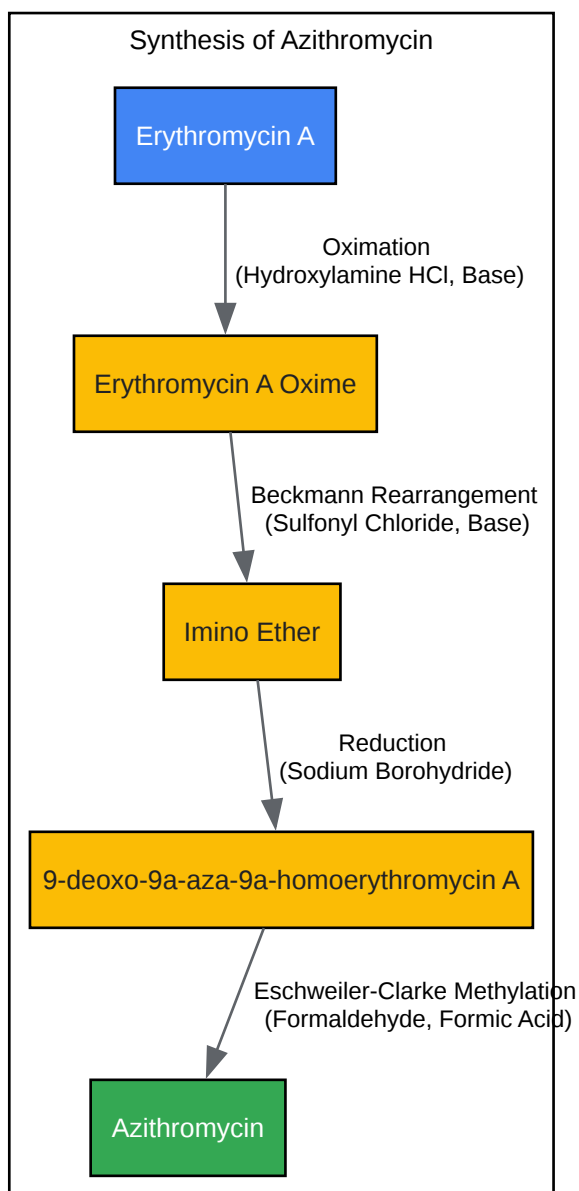 Synthesis of Azithromycin
Erythromycin A
Oximation
(Hydroxylamine HCl, Base)
Erythromycin A Oxime
Beckmann Rearrangement
(Sulfonyl Chloride, Base)
Imino Ether
Reduction
(Sodium Borohydride)
9-deoxo-9a-aza-9a-homoerythromycin A
Eschweiler-Clarke Methylation
(Formaldehyde, Formic Acid)
Azithromycin